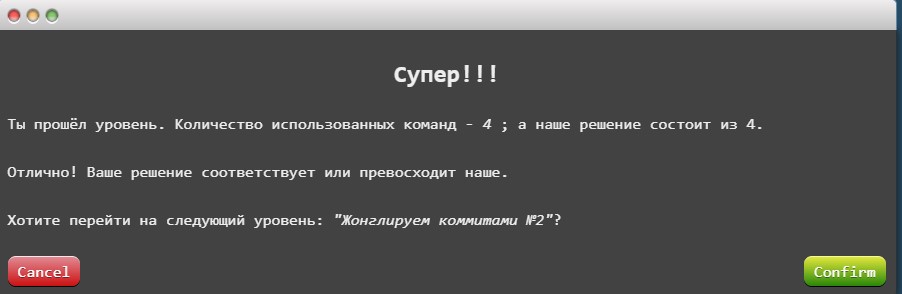 Супер!!!
Ты прошёл уровень. Количество использованных команд - 4 ; а наше решение состоит из 4.
Отлично! Ваше решение соответствует или превосходит наше.
Хотите перейти на следующий уровень: "Жонглируем коммитами №2"?
Cancel
Confirm